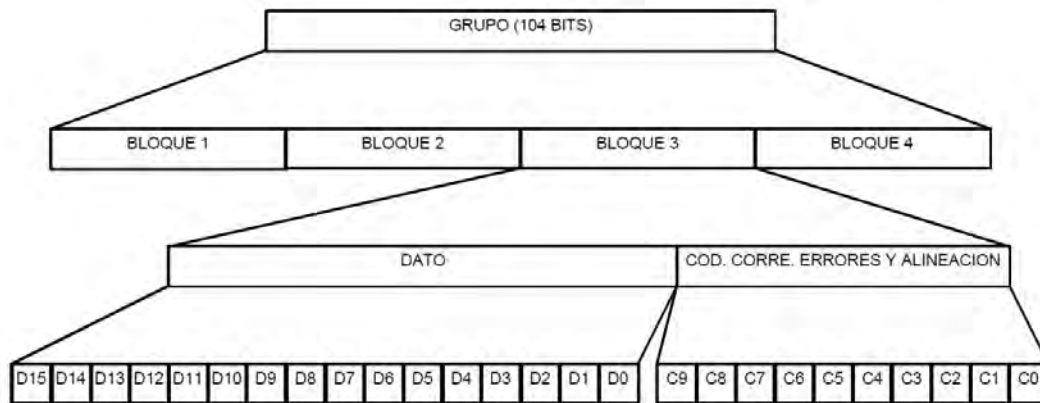 GRUPO (104 BITS)
BLOQUE 1 BLOQUE 2 BLOQUE 3 BLOQUE 4
DATO COD. CORRE. ERRORES Y ALINEACION
D15 D14 D13 D12 D11 D10 D9 D8 D7 D6 D5 D4 D3 D2 D1 D0 C9 C8 C7 C6 C5 C4 C3 C2 C1 C0